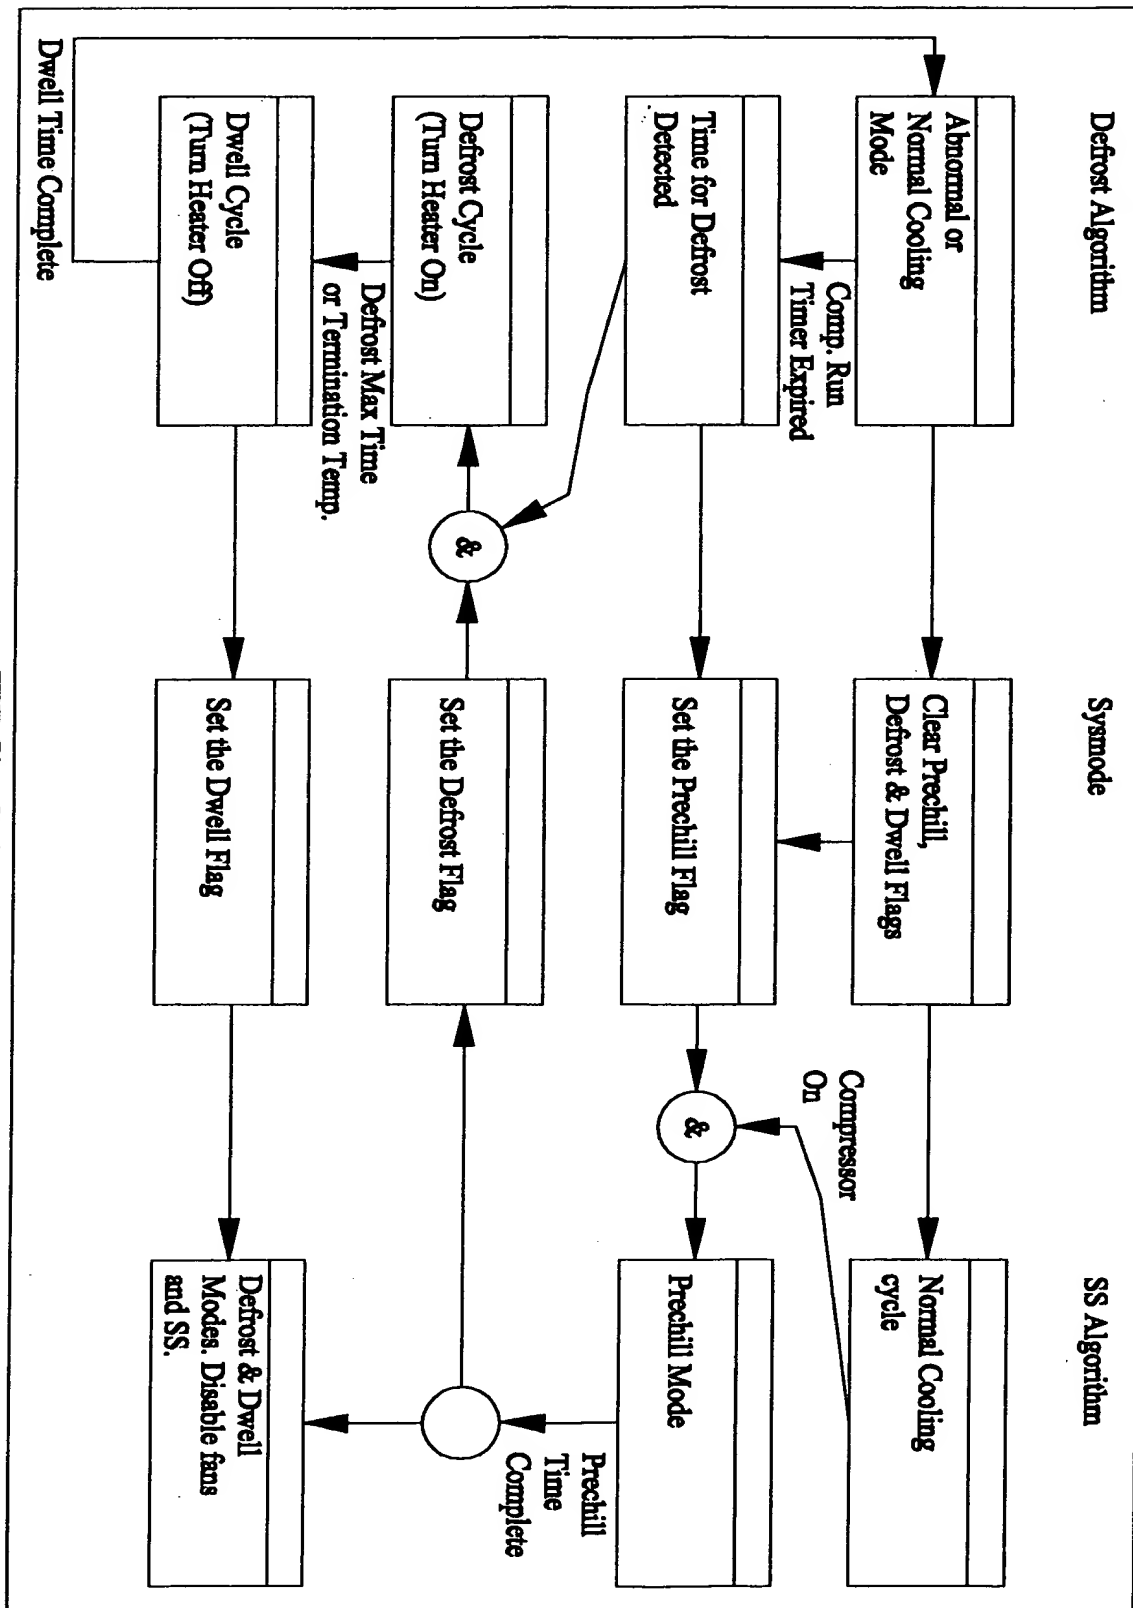 Defrost Algorithm
Sysmode
SS Algorithm
Abnormal or
Normal Cooling
Mode
Clear Prechill,
Defrost & Dwell Flags
Normal Cooling
cycle
Comp. Run
Timer Expired
Compressor
On
Time for Defrost
Detected
Set the Prechill Flag
&
Prechill Mode
Prechill
Time
Complete
Defrost Cycle
(Turn Heater On)
&
Set the Defrost Flag
Defrost Max Time
or Termination Temp.
Dwell Cycle
(Turn Heater Off)
Set the Dwell Flag
Defrost & Dwell
Modes. Disable fans
and SS.
Dwell Time Complete